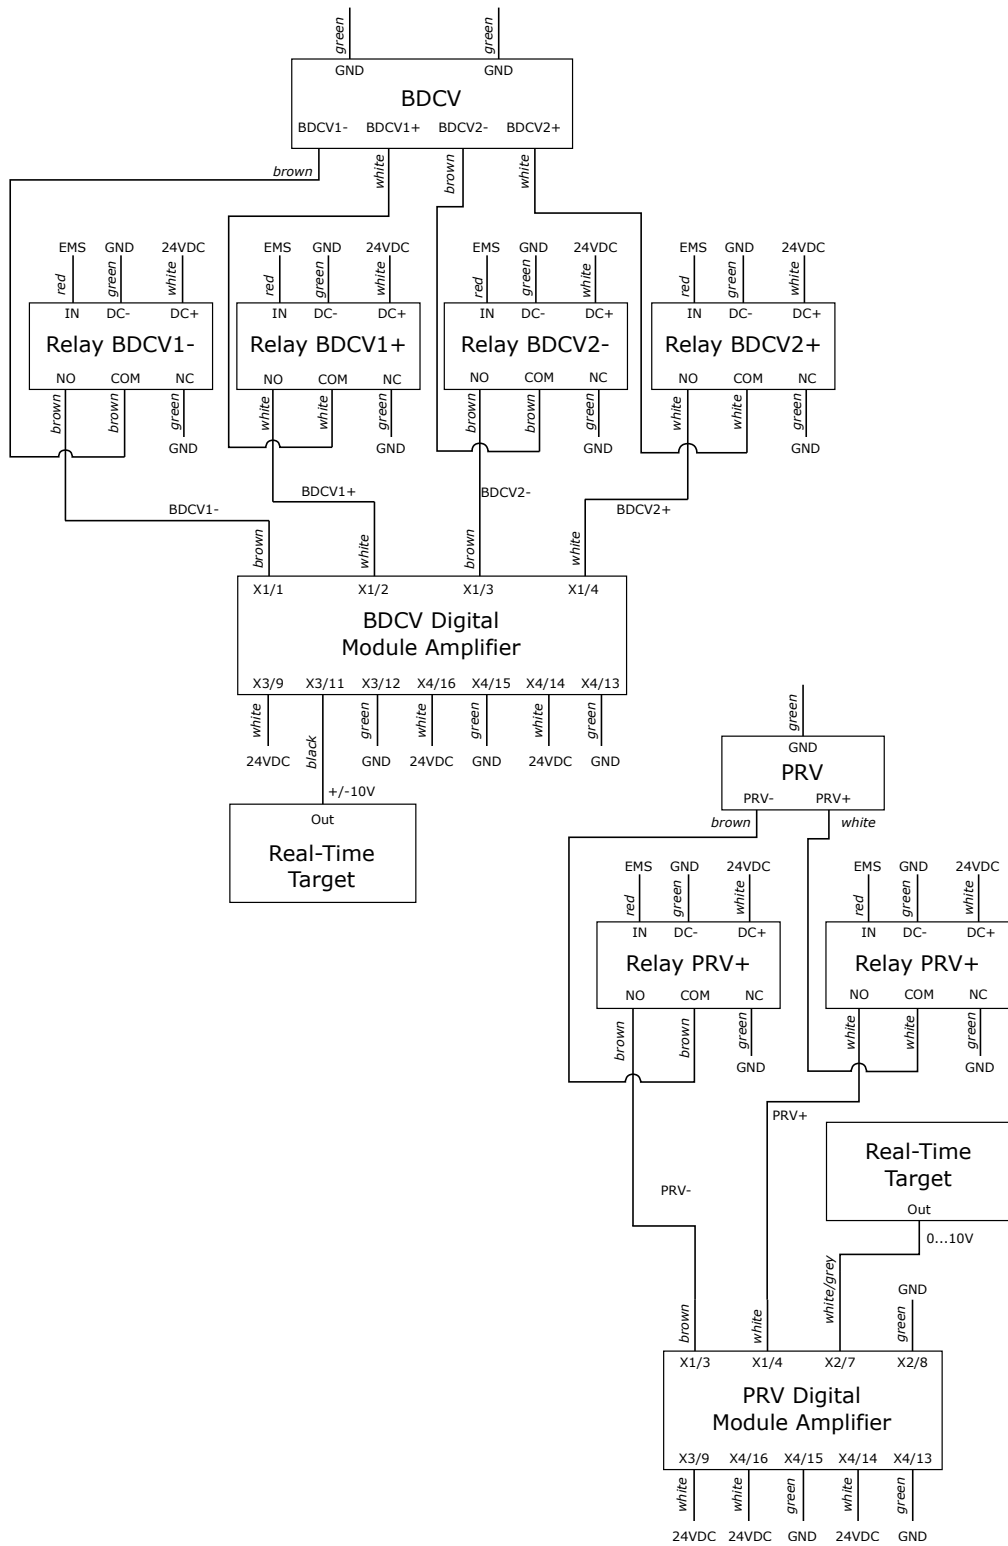 green
green
GND
GND
BDCV
BDCV1-
BDCV1+
BDCV2-
BDCV2+
brown
white
brown
white
EMS
GND
24VDC
EMS
GND
24VDC
EMS
GND
24VDC
EMS
GND
24VDC
red
green
white
red
green
white
red
green
white
red
green
white
IN
DC-
DC+
IN
DC-
DC+
IN
DC-
DC+
IN
DC-
DC+
Relay BDCV1-
Relay BDCV1+
Relay BDCV2-
Relay BDCV2+
NO
COM
NC
NO
COM
NC
NO
COM
NC
NO
COM
NC
brown
brown
green
white
white
green
brown
brown
green
white
white
green
GND
GND
GND
GND
BDCV1-
BDCV1+
BDCV2-
BDCV2+
brown
white
brown
white
X1/1
X1/2
X1/3
X1/4
BDCV Digital
Module Amplifier
X3/9
X3/11
X3/12
X4/16
X4/15
X4/14
X4/13
white
black
green
white
green
white
green
24VDC
GND
24VDC
GND
24VDC
GND
+/-10V
Out
Real-Time
Target
green
GND
PRV
PRV-
PRV+
brown
white
EMS
GND
24VDC
EMS
GND
24VDC
red
green
white
red
green
white
IN
DC-
DC+
IN
DC-
DC+
Relay PRV+
Relay PRV+
NO
COM
NC
NO
COM
NC
brown
brown
green
white
white
green
GND
GND
PRV+
PRV-
Real-Time
Target
Out
0...10V
GND
brown
white
white/grey
green
X1/3
X1/4
X2/7
X2/8
PRV Digital
Module Amplifier
X3/9
X4/16
X4/15
X4/14
X4/13
white
white
green
white
green
24VDC
24VDC
GND
24VDC
GND